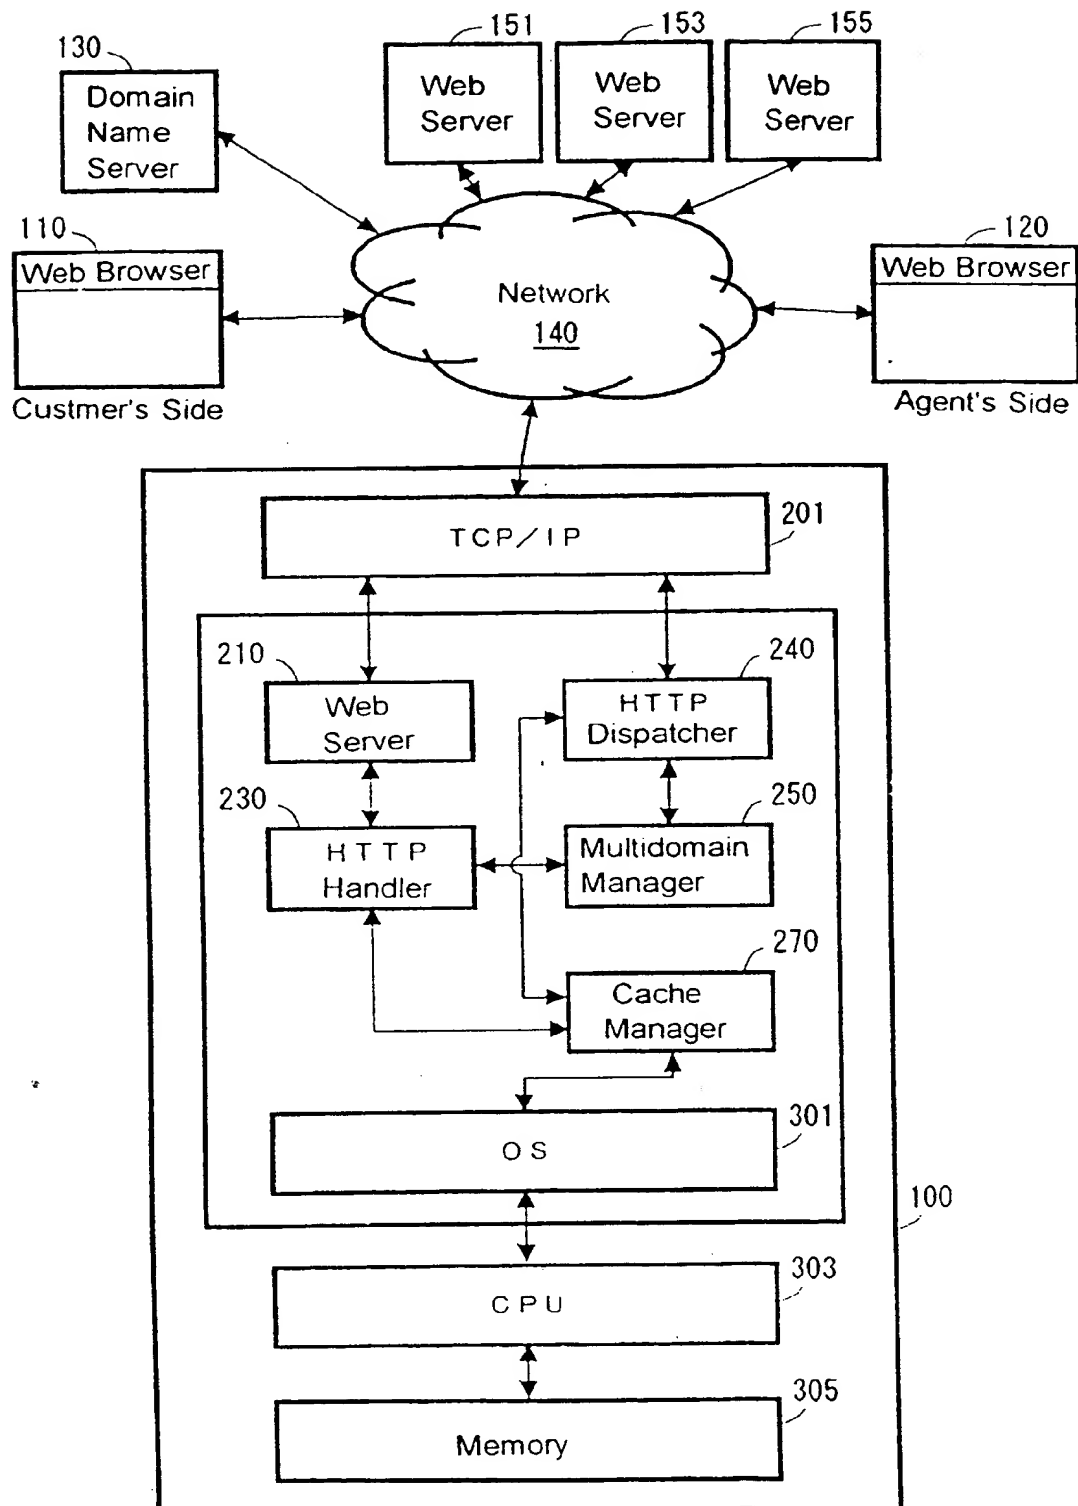 151
153
155
130
Web
Server
Web
Server
Web
Server
Domain
Name
Server
110
120
Web Browser
Web Browser
Network
140
Custmer's Side
Agent's Side
TCP/IP
201
210
240
Web
Server
HTTP
Dispatcher
230
250
HTTP
Handler
Multidomain
Manager
270
Cache
Manager
301
OS
100
303
CPU
305
Memory